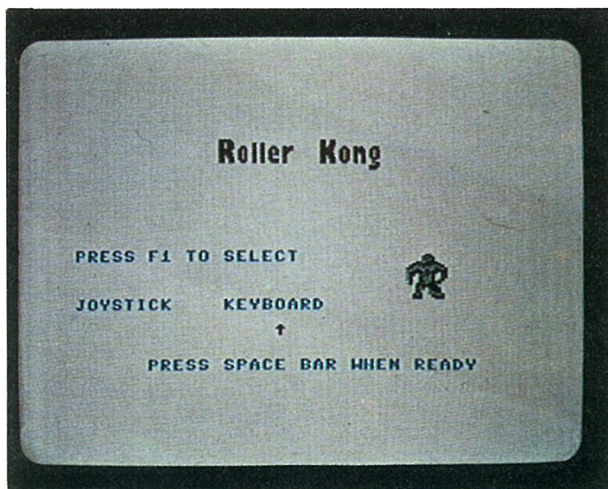 Roller Kong
PRESS F1 TO SELECT
JOYSTICK KEYBOARD
PRESS SPACE BAR WHEN READY